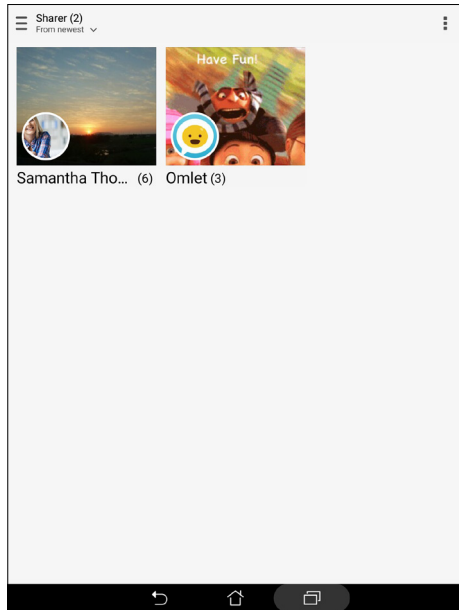 Sharer (2)
From newest
Have Fun!
Samantha Tho... (6)
Omlet (3)